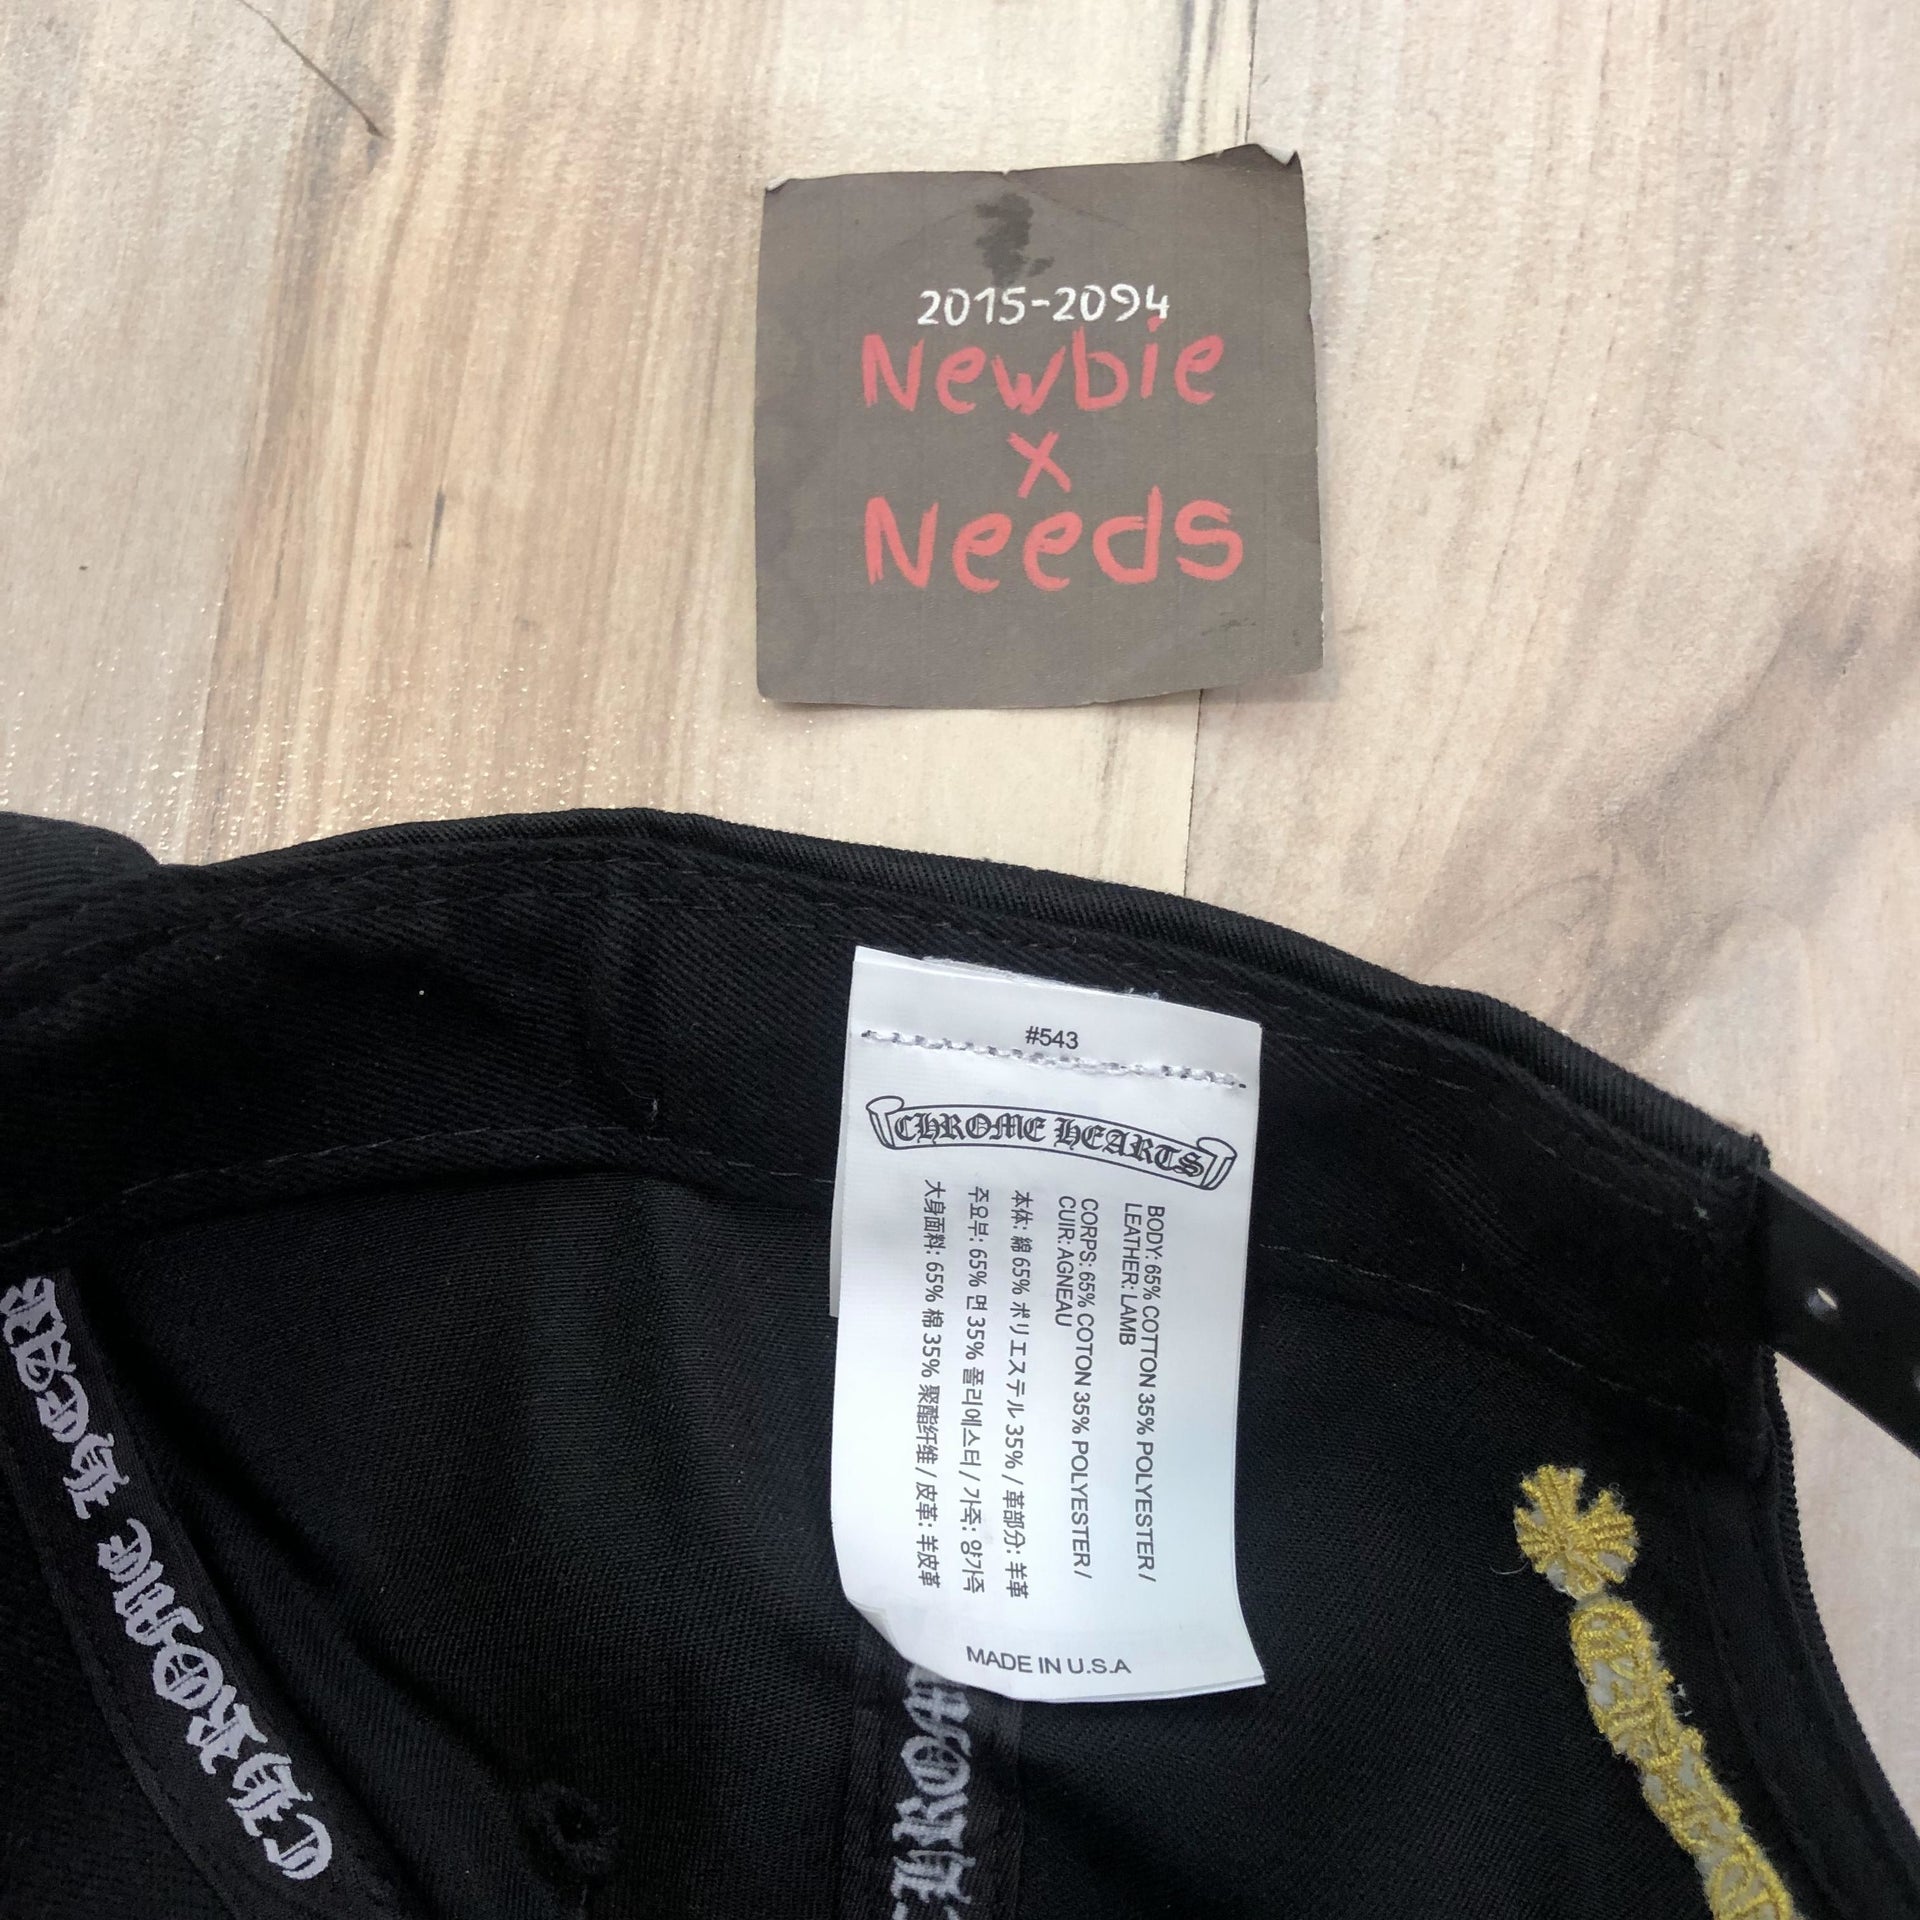 2015-2094
Newbie
x
Needs
#543
CHROME HEARTS
BODY: 65% COTTON 35% POLYESTER /
LEATHER: LAMB
CORPS: 65% COTON 35% POLYESTER /
CUIR: AGNEAU
本体: 綿 65% ポリエステル 35% / 革部分: 羊革
주요부: 65% 면 35% 폴리에스터 / 가죽: 양가죽
大身面料: 65% 棉 35% 聚酯纤维 / 皮革: 羊皮革
MADE IN U.S.A
CHROME HEAR
CHROM